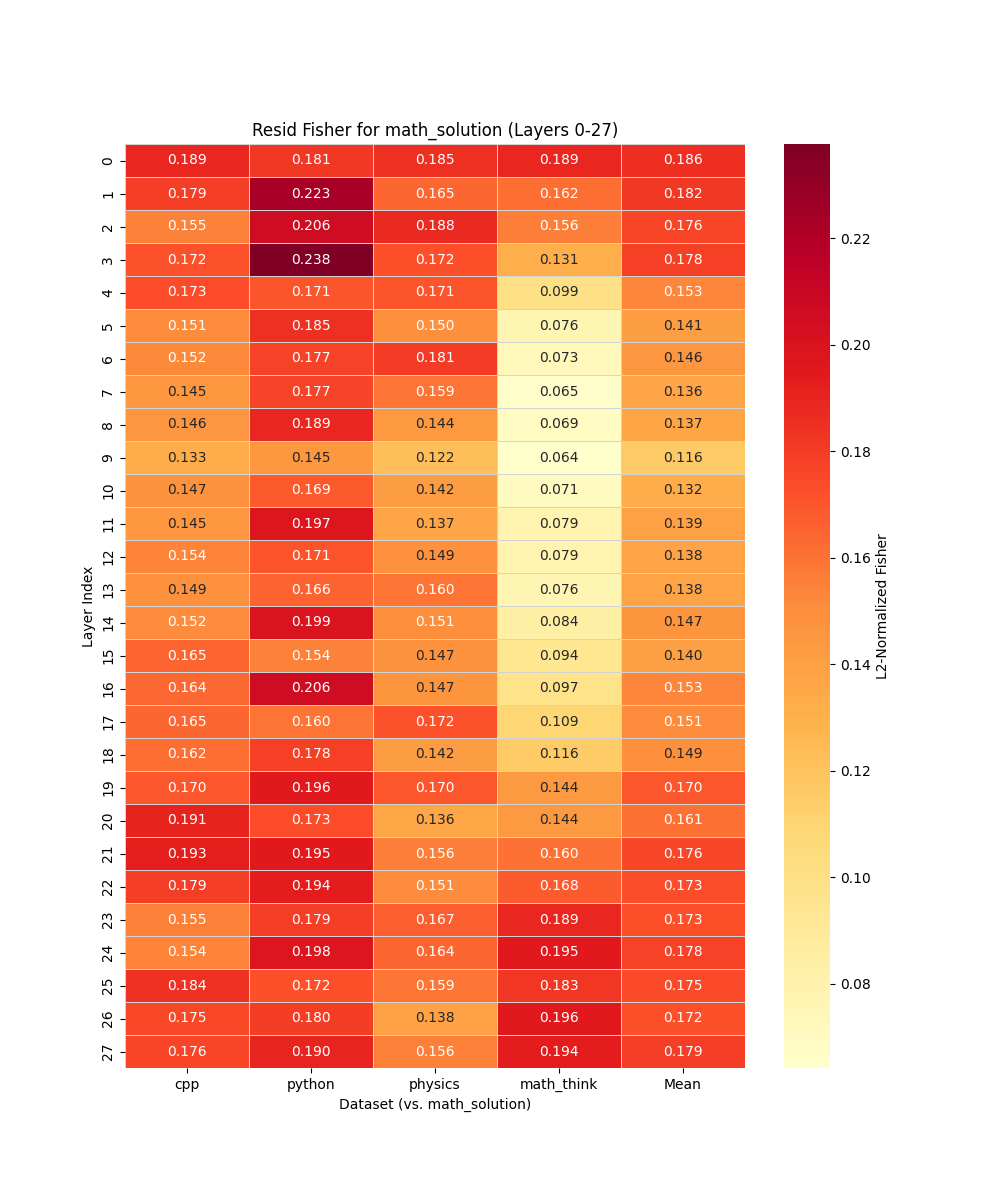 Resid Fisher for math_solution (Layers 0-27)
0 0.189 0.181 0.185 0.189 0.186
1 0.179 0.223 0.165 0.162 0.182
2 0.155 0.206 0.188 0.156 0.176
3 0.172 0.238 0.172 0.131 0.178
4 0.173 0.171 0.171 0.099 0.153
5 0.151 0.185 0.150 0.076 0.141
6 0.152 0.177 0.181 0.073 0.146
7 0.145 0.177 0.159 0.065 0.136
8 0.146 0.189 0.144 0.069 0.137
9 0.133 0.145 0.122 0.064 0.116
10 0.147 0.169 0.142 0.071 0.132
11 0.145 0.197 0.137 0.079 0.139
12 0.154 0.171 0.149 0.079 0.138
13 0.149 0.166 0.160 0.076 0.138
14 0.152 0.199 0.151 0.084 0.147
15 0.165 0.154 0.147 0.094 0.140
16 0.164 0.206 0.147 0.097 0.153
17 0.165 0.160 0.172 0.109 0.151
18 0.162 0.178 0.142 0.116 0.149
19 0.170 0.196 0.170 0.144 0.170
20 0.191 0.173 0.136 0.144 0.161
21 0.193 0.195 0.156 0.160 0.176
22 0.179 0.194 0.151 0.168 0.173
23 0.155 0.179 0.167 0.189 0.173
24 0.154 0.198 0.164 0.195 0.178
25 0.184 0.172 0.159 0.183 0.175
26 0.175 0.180 0.138 0.196 0.172
27 0.176 0.190 0.156 0.194 0.179
cpp python physics math_think Mean
Dataset (vs. math_solution)
Layer Index
0.22
0.20
0.18
0.16
0.14
0.12
0.10
0.08
L2-Normalized Fisher